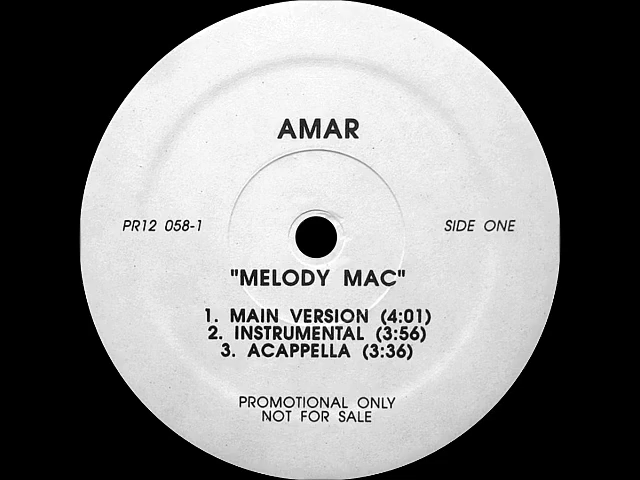 AMAR
PR12 058-1
SIDE ONE
"MELODY MAC"
1. MAIN VERSION (4:01)
2. INSTRUMENTAL (3:56)
3. ACAPPELLA (3:36)
PROMOTIONAL ONLY
NOT FOR SALE